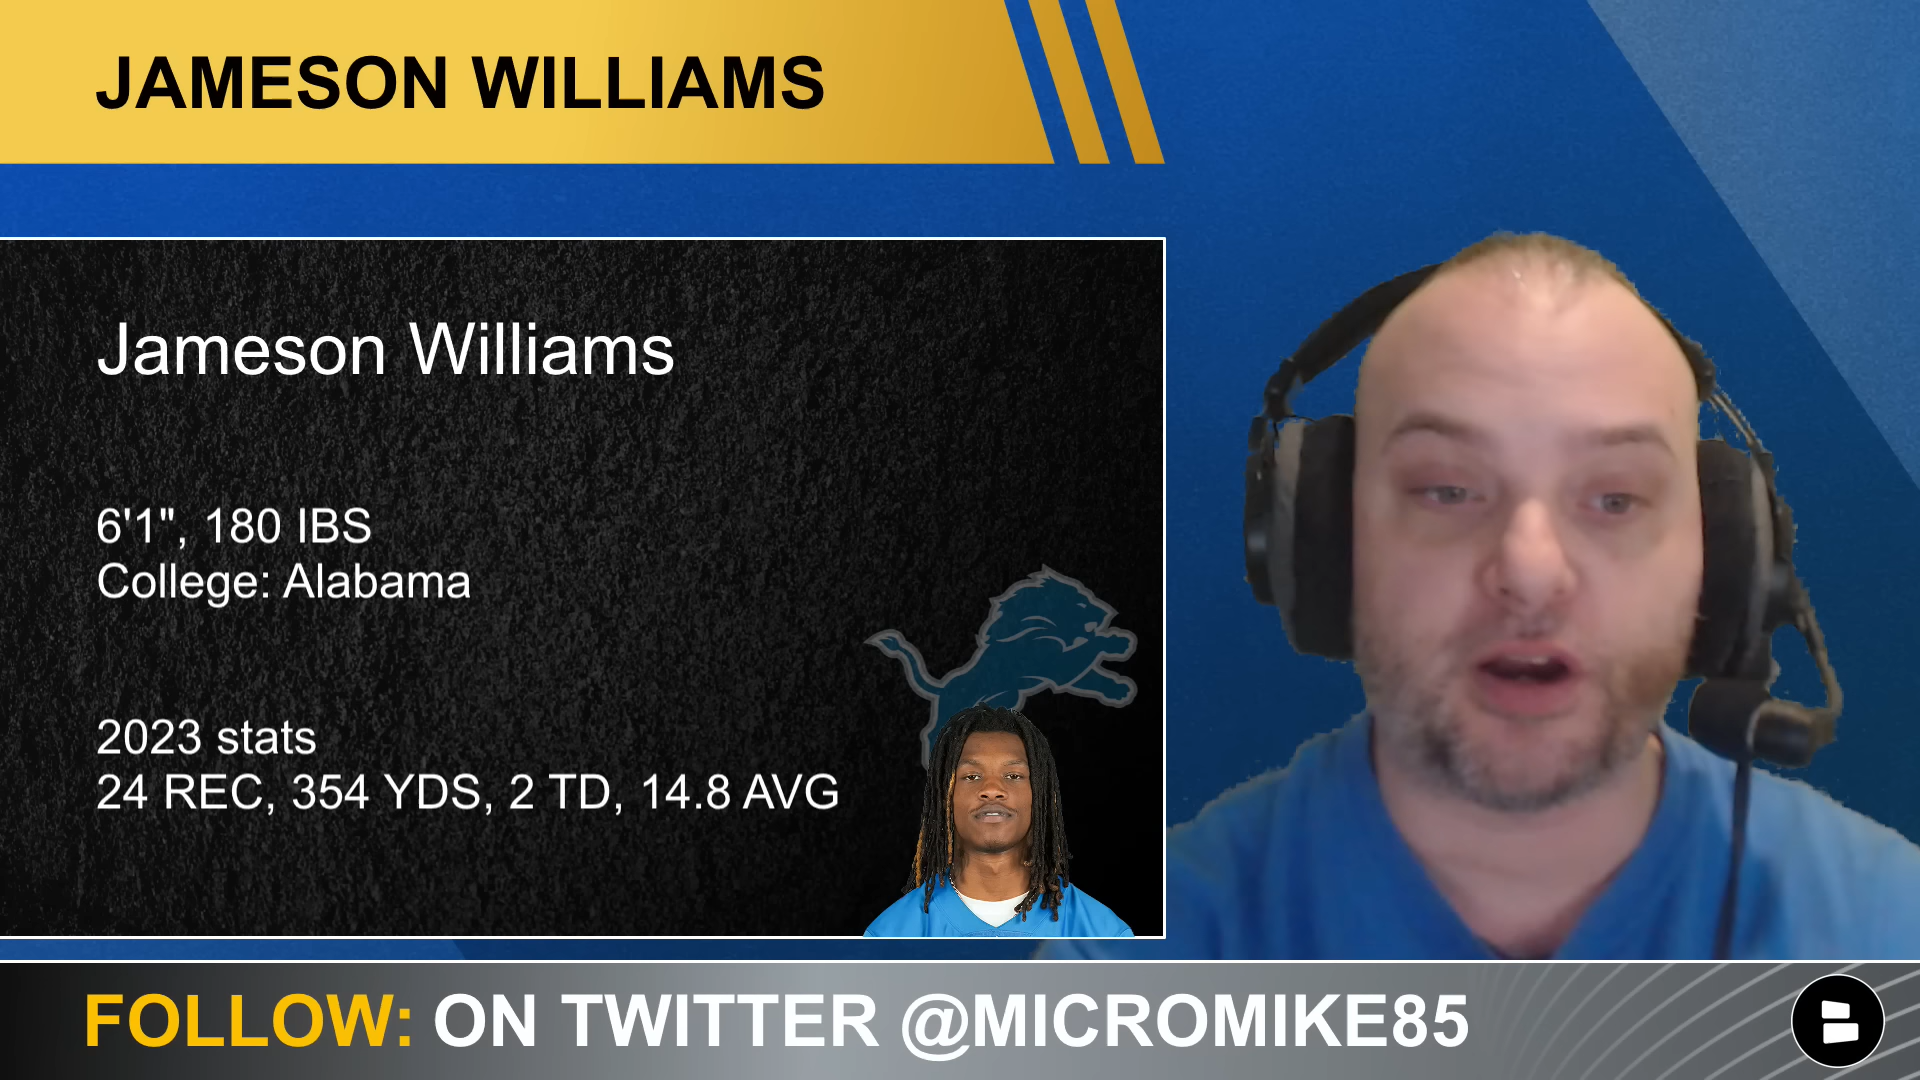 JAMESON WILLIAMS
Jameson Williams
6'1", 180 IBS
College: Alabama
2023 stats
24 REC, 354 YDS, 2 TD, 14.8 AVG
FOLLOW: ON TWITTER @MICROMIKE85